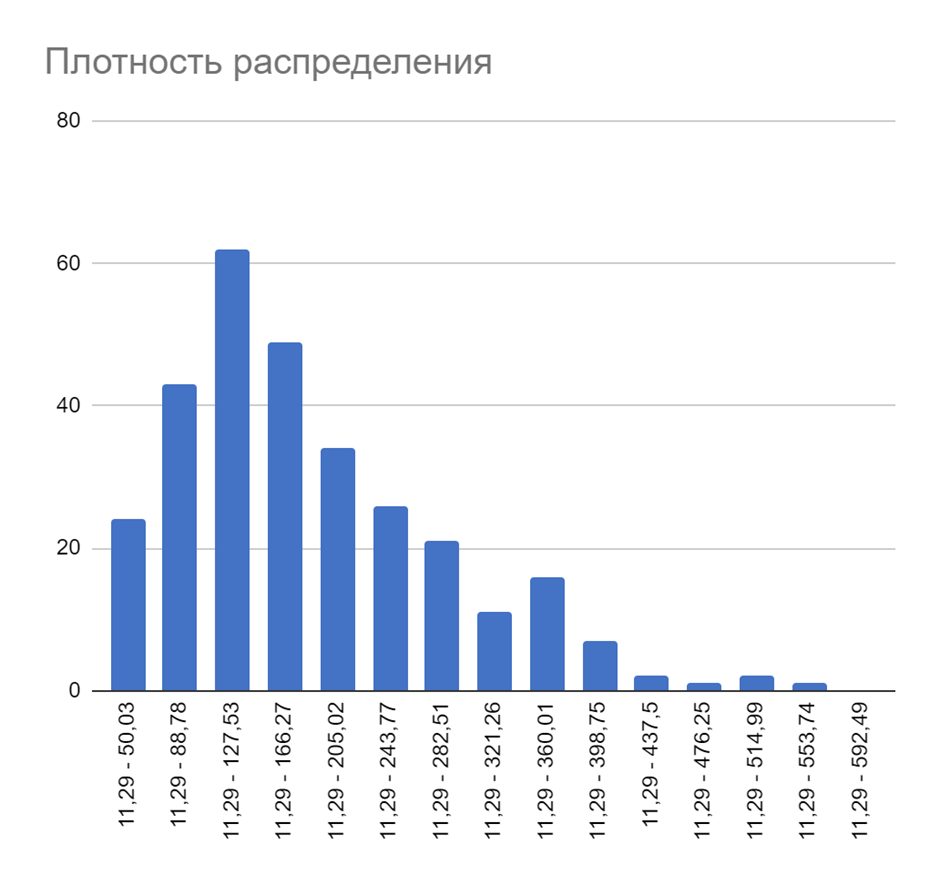 Плотность распределения
80
60
40
20
0
11,29 - 50,03
11,29 - 88,78
11,29 - 127,53
11,29 - 166,27
11,29 - 205,02
11,29 - 243,77
11,29 - 282,51
11,29 - 321,26
11,29 - 360,01
11,29 - 398,75
11,29 - 437,5
11,29 - 476,25
11,29 - 514,99
11,29 - 553,74
11,29 - 592,49